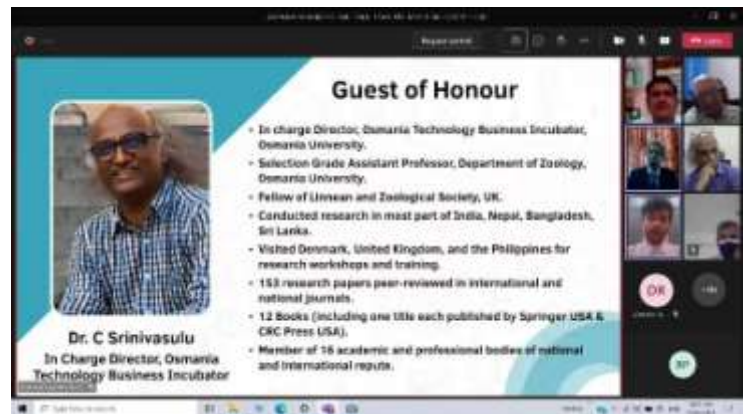 Request control
Guest of Honour
• In charge Director, Osmania Technology Business Incubator,
Osmania University.
• Selection Grade Assistant Professor, Department of Zoology,
Osmania University.
• Fellow of Linnean and Zoological Society, UK.
• Conducted research in most part of India, Nepal, Bangladesh,
Sri Lanka.
• Visited Denmark, United Kingdom, and the Philippines for
research workshops and training.
• 153 research papers peer-reviewed in international and
national journals.
• 12 Books (including one title each published by Springer USA &
CRC Press USA).
• Member of 16 academic and professional bodies of national
and international repute.
Dr. C Srinivasulu
In Charge Director, Osmania
Technology Business Incubator